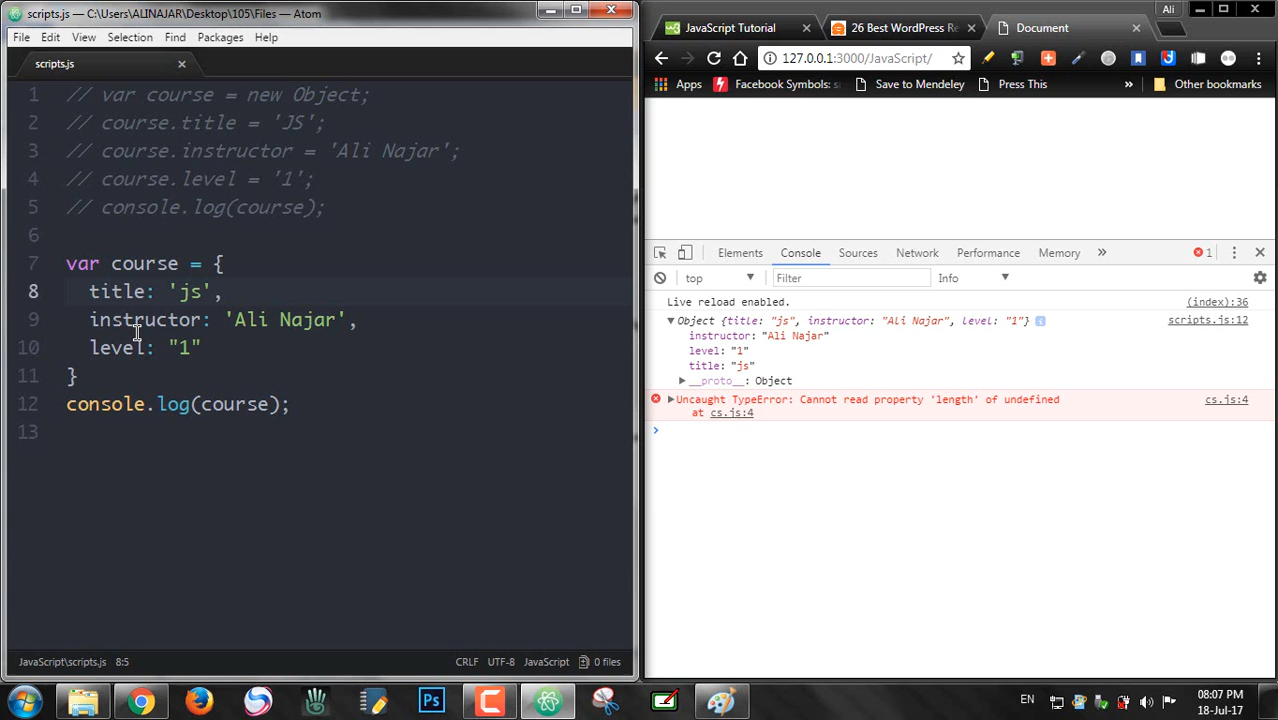 scripts.js — C:\Users\ALINAJAR\Desktop\105\Files — Atom
File Edit View Selection Find Packages Help
scripts.js
1 // var course = new Object;
2 // course.title = 'JS';
3 // course.instructor = 'Ali Najar';
4 // course.level = '1';
5 // console.log(course);
6
7 var course = {
8 title: 'js',
9 instructor: 'Ali Najar',
10 level: "1"
11 }
12 console.log(course);
13
JavaScript\scripts.js 8:5 CRLF UTF-8 JavaScript 0 files
Ali
JavaScript Tutorial
26 Best WordPress Re
Document
127.0.0.1:3000/JavaScript/
Apps Facebook Symbols: Save to Mendeley Press This » Other bookmarks
Elements Console Sources Network Performance Memory » 1
top Filter Info
Live reload enabled. (index):36
Object {title: "js", instructor: "Ali Najar", level: "1"} scripts.js:12
instructor: "Ali Najar"
level: "1"
title: "js"
__proto__: Object
Uncaught TypeError: Cannot read property 'length' of undefined cs.js:4
at cs.js:4
Ps EN 08:07 PM
18-Jul-17